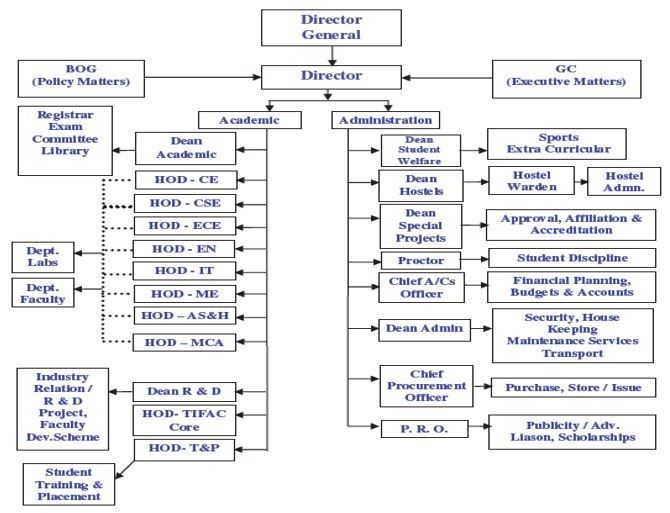 Director
General
BOG
(Policy Matters)
Director
GC
(Executive Matters)
Academic
Administration
Registrar
Exam
Committee
Library
Dean
Academic
HOD - CE
HOD - CSE
HOD - ECE
HOD - EN
HOD - IT
HOD - ME
HOD – AS&H
HOD – MCA
Dept.
Labs
Dept.
Faculty
Industry
Relation /
R & D
Project,
Faculty
Dev.Scheme
Dean R & D
HOD- TIFAC
Core
HOD- T&P
Student
Training &
Placement
Dean
Student
Welfare
Sports
Extra Curricular
Dean
Hostels
Hostel
Warden
Hostel
Admn.
Dean
Special
Projects
Approval, Affiliation &
Accreditation
Proctor
Student Discipline
Chief A/Cs
Officer
Financial Planning,
Budgets & Accounts
Dean Admin
Security, House
Keeping
Maintenance Services
Transport
Chief
Procurement
Officer
Purchase, Store / Issue
P. R. O.
Publicity / Adv.
Liason, Scholarships